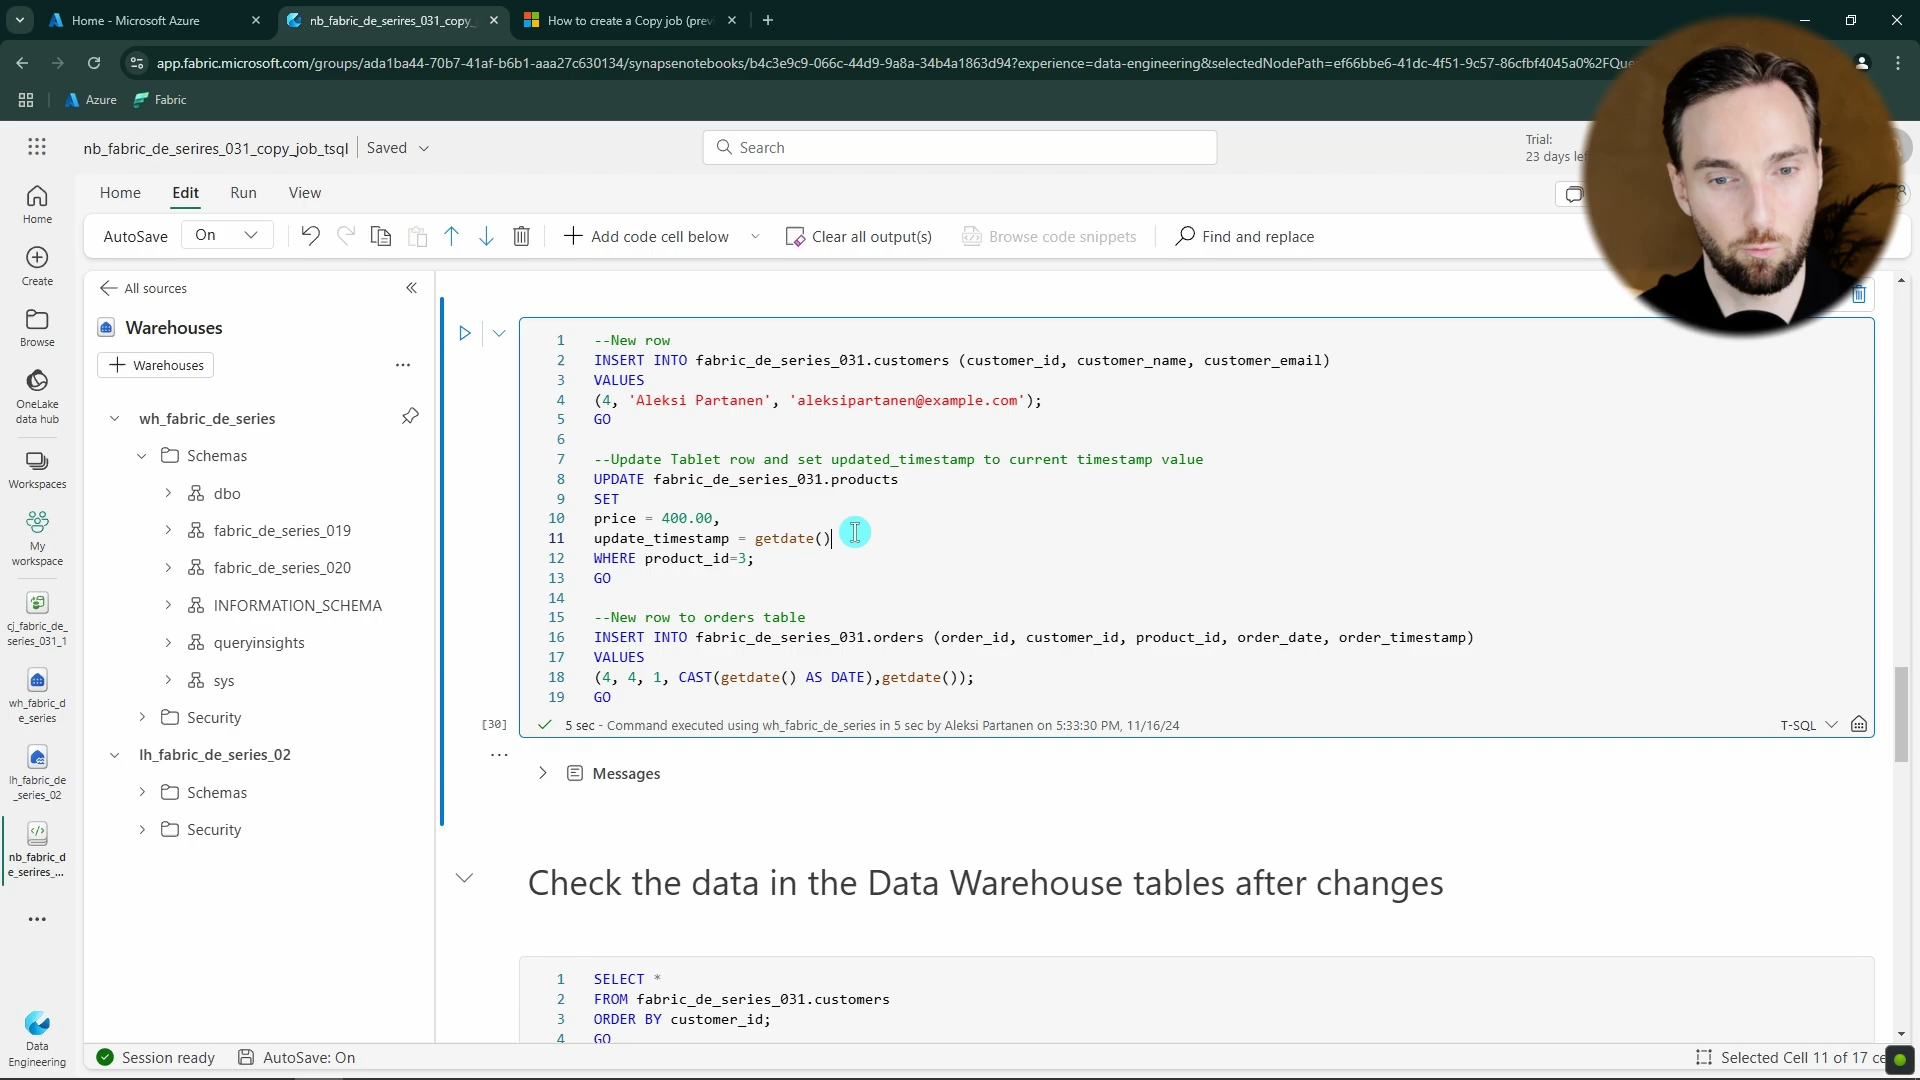 Home - Microsoft Azure
nb_fabric_de_serires_031_copy_
How to create a Copy job (prev
app.fabric.microsoft.com/groups/ada1ba44-70b7-41af-b6b1-aaa27c630134/synapsenotebooks/b4c3e9c9-066c-44d9-9a8a-34b4a1863d94?experience=data-engineering&selectedNodePath=ef66bbe6-41dc-4f51-9c57-86cfbf4045a0%2FQue
Azure
Fabric
nb_fabric_de_serires_031_copy_job_tsql
Saved
Search
Trial:
23 days lef
Home
Edit
Run
View
AutoSave
On
Add code cell below
Clear all output(s)
Browse code snippets
Find and replace
Home
Create
Browse
OneLake
data hub
Workspaces
My
workspace
cj_fabric_de_
series_031_1
wh_fabric_d
e_series
lh_fabric_de
_series_02
nb_fabric_d
e_serires_...
Data
Engineering
All sources
Warehouses
Warehouses
wh_fabric_de_series
Schemas
dbo
fabric_de_series_019
fabric_de_series_020
INFORMATION_SCHEMA
queryinsights
sys
Security
lh_fabric_de_series_02
Schemas
Security
1 --New row
2 INSERT INTO fabric_de_series_031.customers (customer_id, customer_name, customer_email)
3 VALUES
4 (4, 'Aleksi Partanen', 'aleksipartanen@example.com');
5 GO
6
7 --Update Tablet row and set updated_timestamp to current timestamp value
8 UPDATE fabric_de_series_031.products
9 SET
10 price = 400.00,
11 update_timestamp = getdate()
12 WHERE product_id=3;
13 GO
14
15 --New row to orders table
16 INSERT INTO fabric_de_series_031.orders (order_id, customer_id, product_id, order_date, order_timestamp)
17 VALUES
18 (4, 4, 1, CAST(getdate() AS DATE),getdate());
19 GO
[30]
5 sec - Command executed using wh_fabric_de_series in 5 sec by Aleksi Partanen on 5:33:30 PM, 11/16/24
T-SQL
Messages
Check the data in the Data Warehouse tables after changes
1 SELECT *
2 FROM fabric_de_series_031.customers
3 ORDER BY customer_id;
4 GO
Session ready
AutoSave: On
Selected Cell 11 of 17 ce